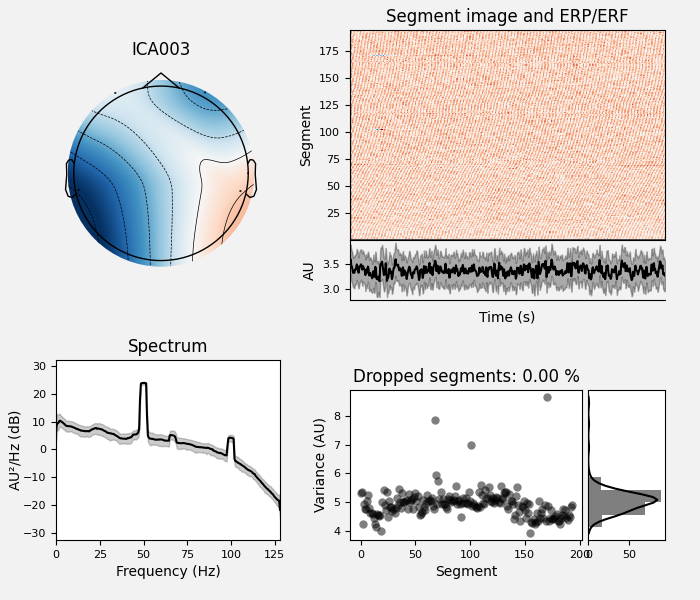 ICA003
Segment image and ERP/ERF
175
150
125
100
75
50
25
Segment
3.5
3.0
AU
Time (s)
Spectrum
30
20
10
0
−10
−20
−30
AU²/Hz (dB)
0 25 50 75 100 125
Frequency (Hz)
Dropped segments: 0.00 %
8
7
6
5
4
Variance (AU)
0 50 100 150 200
0 50
Segment